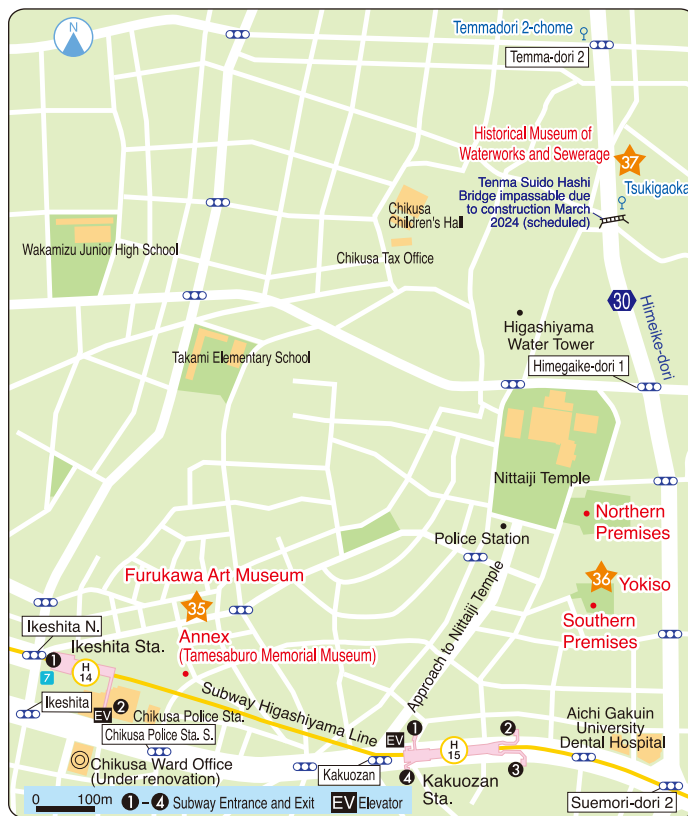 N
Temmadori 2-chome
Temma-dori 2
Historical Museum of
Waterworks and Sewerage
37
Tsukigaoka
Tenma Suido Hashi
Bridge impassable due
to construction March
2024 (scheduled)
Chikusa
Children's Hall
Chikusa Tax Office
Wakamizu Junior High School
30
Himeike-dori
Higashiyama
Water Tower
Takami Elementary School
Himegaike-dori 1
Nittaiji Temple
Northern
Premises
Police Station
36
Yokiso
Southern
Premises
Furukawa Art Museum
35
Annex
(Tamesaburo Memorial Museum)
Approach to Nittaiji Temple
Ikeshita N.
Ikeshita Sta.
1
H
14
7
Ikeshita
EV
2
Chikusa Police Sta.
Chikusa Police Sta. S.
Subway Higashiyama Line
Chikusa Ward Office
(Under renovation)
Kakuozan
EV
1
H
15
2
3
4
Kakuozan
Sta.
Aichi Gakuin
University
Dental Hospital
Suemori-dori 2
0 100m
1 – 4 Subway Entrance and Exit EV Elevator